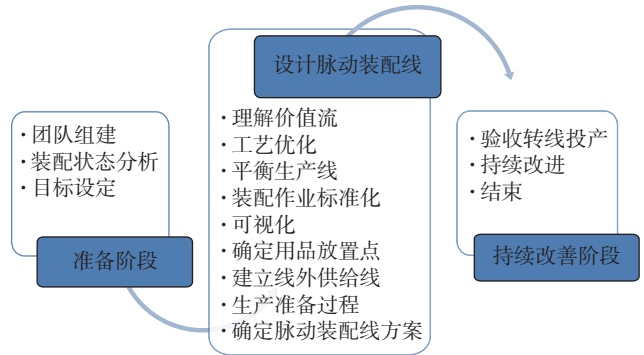 ·团队组建
·装配状态分析
·目标设定
准备阶段
设计脉动装配线
·理解价值流
·工艺优化
·平衡生产线
·装配作业标准化
·可视化
·确定用品放置点
·建立线外供给线
·生产准备过程
·确定脉动装配线方案
·验收转线投产
·持续改进
·结束
持续改善阶段